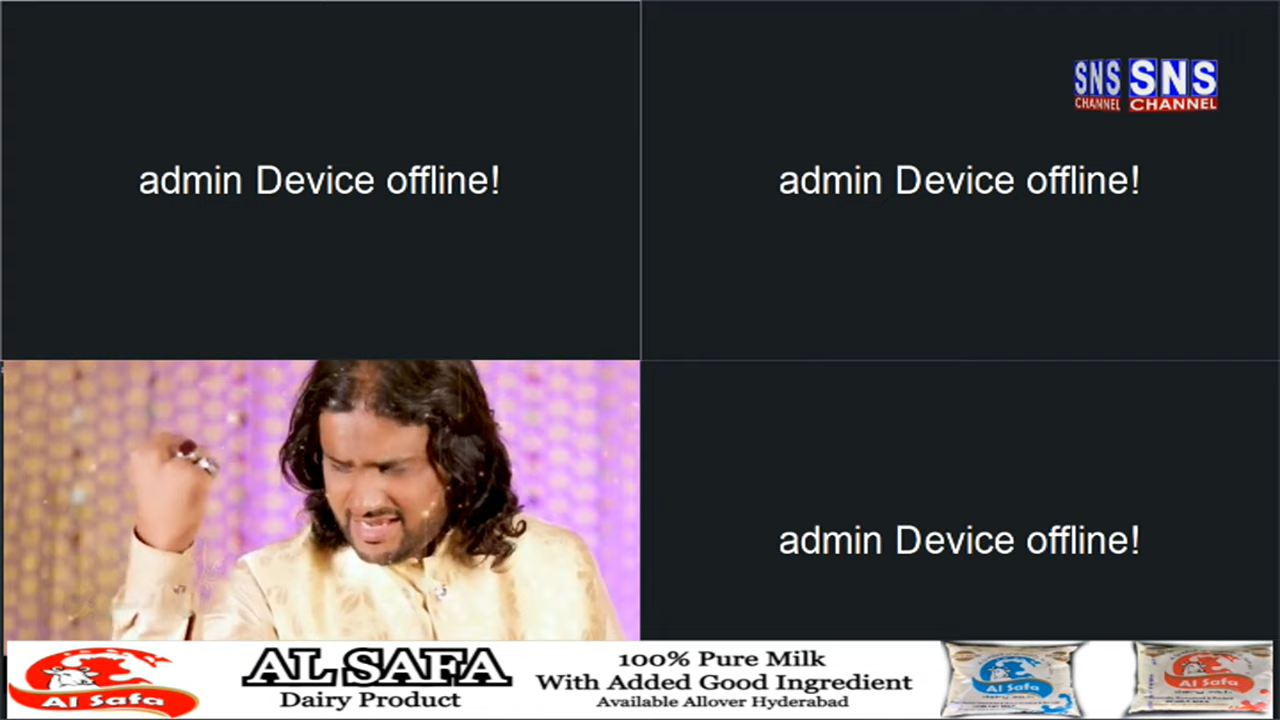 SNS SNS
CHANNEL CHANNEL
admin Device offline!
admin Device offline!
admin Device offline!
Al Safa
AL SAFA
Dairy Product
100% Pure Milk
With Added Good Ingredient
Available Allover Hyderabad
Al Safa
Al Safa